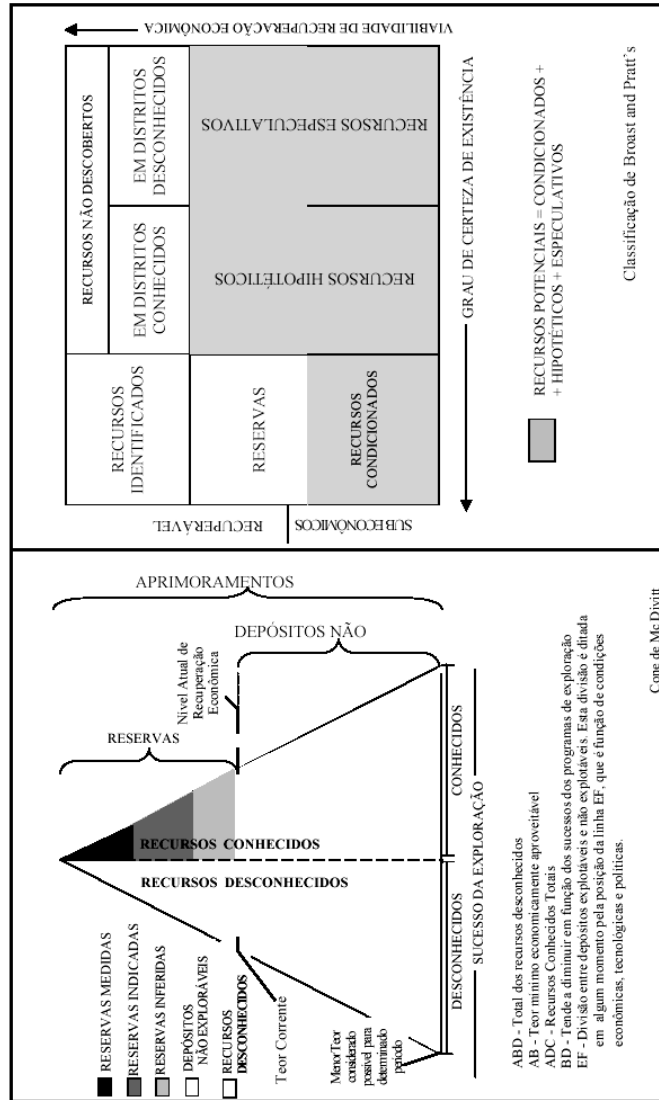 VIABILIDADE DE RECUPERAÇÃO ECONÔMICA
RECURSOS NÃO DESCOBERTOS
EM DISTRITOS
DESCONHECIDOS
EM DISTRITOS
CONHECIDOS
RECURSOS
IDENTIFICADOS
RECURSOS ESPECULATIVOS
RECURSOS HIPOTÉTICOS
RESERVAS
RECURSOS
CONDICIONADOS
RECUPERÁVEL
SUB ECONÔMICOS
GRAU DE CERTEZA DE EXISTÊNCIA
RECURSOS POTENCIAIS = CONDICIONADOS +
+ HIPOTÉTICOS + ESPECULATIVOS
Classificação de Broast and Pratt's
APRIMORAMENTOS
DEPÓSITOS NÃO
Nivel Atual de
Recuperação
Econômica
RESERVAS
RECURSOS CONHECIDOS
RECURSOS DESCONHECIDOS
CONHECIDOS
DESCONHECIDOS
SUCESSO DA EXPLORAÇÃO
RESERVAS MEDIDAS
RESERVAS INDICADAS
RESERVAS INFERIDAS
DEPÓSITOS
NÃO EXPLORÁVEIS
RECURSOS
DESCONHECIDOS
Teor Corrente
Menor Teor
considerado
possível para
determinado
período
ABD - Total dos recursos desconhecidos
AB - Teor mínimo economicamente aproveitável
ADC - Recursos Conhecidos Totais
BD - Tende a diminuir em função dos sucessos dos programas de exploração
EF - Divisão entre depósitos explotáveis e não explotáveis. Esta divisão é ditada
em algum momento pela posição da linha EF, que é função de condições
econômicas, tecnológicas e políticas.
Cone de Mc Divitt